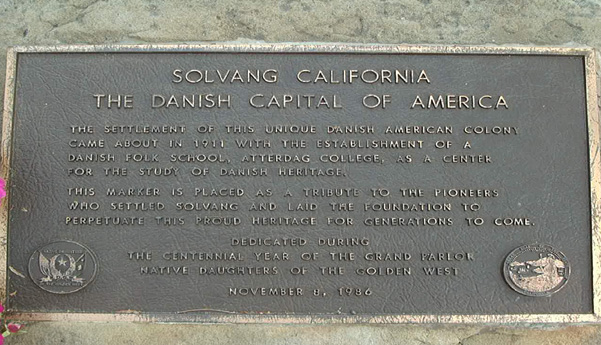 SOLVANG CALIFORNIA
THE DANISH CAPITAL OF AMERICA
THE SETTLEMENT OF THIS UNIQUE DANISH AMERICAN COLONY
CAME ABOUT IN 1911 WITH THE ESTABLISHMENT OF A
DANISH FOLK SCHOOL, ATTERDAG COLLEGE, AS A CENTER
FOR THE STUDY OF DANISH HERITAGE.
THIS MARKER IS PLACED AS A TRIBUTE TO THE PIONEERS
WHO SETTLED SOLVANG AND LAID THE FOUNDATION TO
PERPETUATE THIS PROUD HERITAGE FOR GENERATIONS TO COME.
DEDICATED DURING
THE CENTENNIAL YEAR OF THE GRAND PARLOR
NATIVE DAUGHTERS OF THE GOLDEN WEST
NOVEMBER 8, 1986